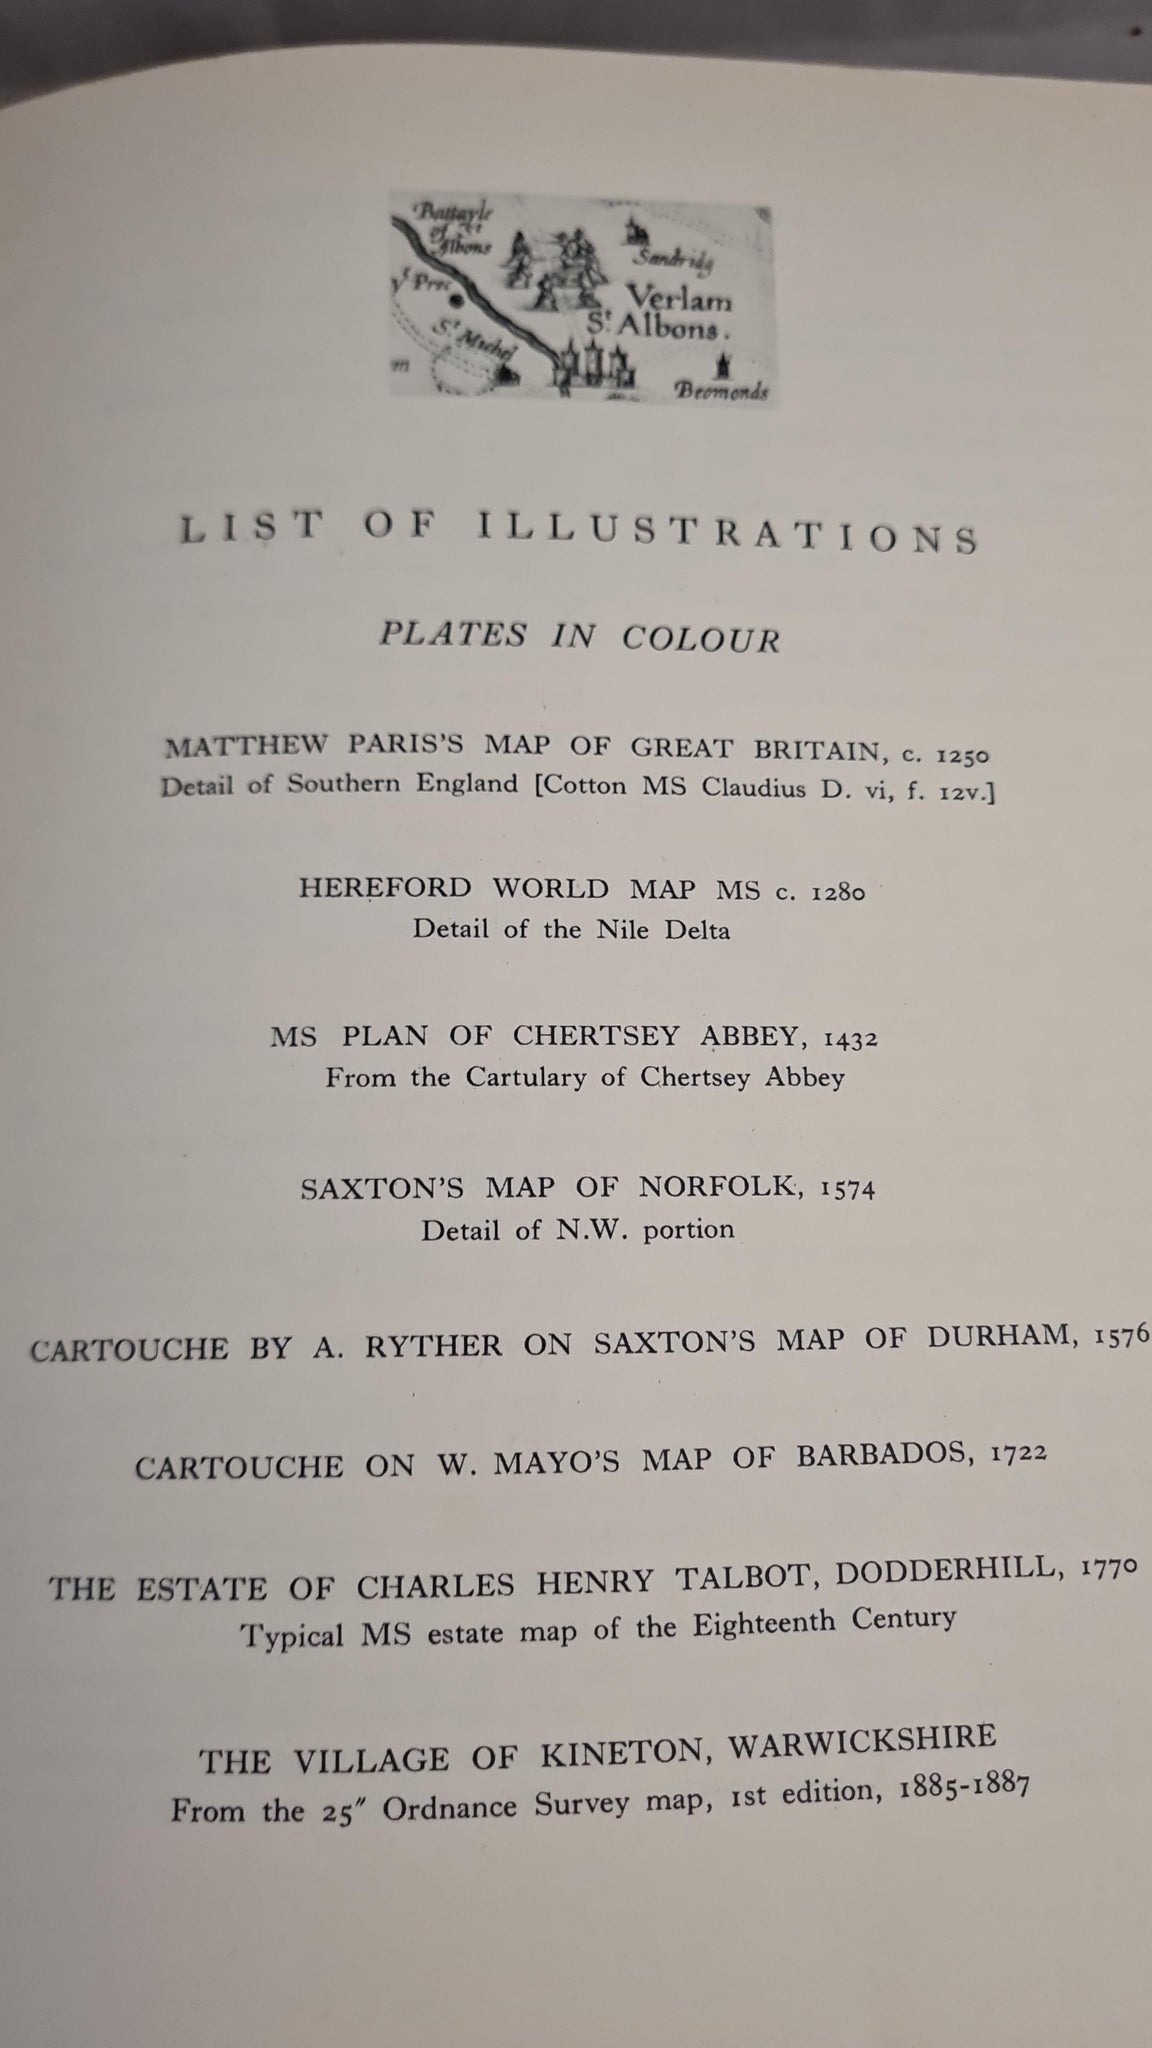 Battayle
of St
Albons
Sandridg
yᵉ Prec
Verlam
Sᵗ Albons.
Sᵗ Michel
m
Beomonds
LIST OF ILLUSTRATIONS
PLATES IN COLOUR
MATTHEW PARIS'S MAP OF GREAT BRITAIN, c. 1250
Detail of Southern England [Cotton MS Claudius D. vi, f. 12v.]
HEREFORD WORLD MAP MS c. 1280
Detail of the Nile Delta
MS PLAN OF CHERTSEY ABBEY, 1432
From the Cartulary of Chertsey Abbey
SAXTON'S MAP OF NORFOLK, 1574
Detail of N.W. portion
CARTOUCHE BY A. RYTHER ON SAXTON'S MAP OF DURHAM, 1576
CARTOUCHE ON W. MAYO'S MAP OF BARBADOS, 1722
THE ESTATE OF CHARLES HENRY TALBOT, DODDERHILL, 1770
Typical MS estate map of the Eighteenth Century
THE VILLAGE OF KINETON, WARWICKSHIRE
From the 25″ Ordnance Survey map, 1st edition, 1885-1887